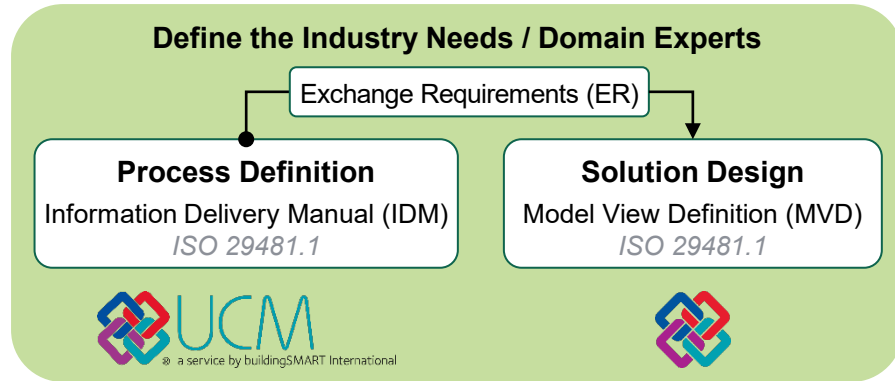 Define the Industry Needs / Domain Experts
Exchange Requirements (ER)
Process Definition
Information Delivery Manual (IDM)
ISO 29481.1
Solution Design
Model View Definition (MVD)
ISO 29481.1
UCM
® a service by buildingSMART International